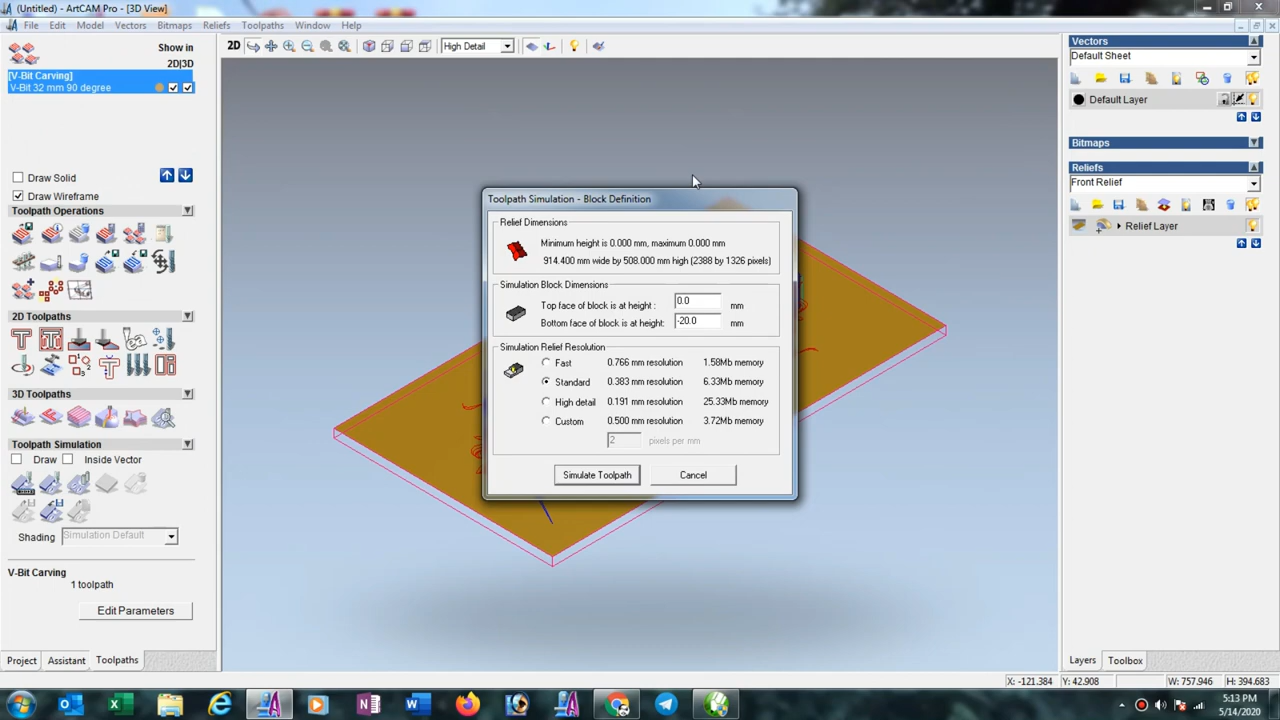 (Untitled) - ArtCAM Pro - [3D View]
File Edit Model Vectors Bitmaps Reliefs Toolpaths Window Help
Show in
2D|3D
[V-Bit Carving]
V-Bit 32 mm 90 degree
Draw Solid
Draw Wireframe
Toolpath Operations
2D Toolpaths
3D Toolpaths
Toolpath Simulation
Draw Inside Vector
Shading Simulation Default
V-Bit Carving
1 toolpath
Edit Parameters
Project Assistant Toolpaths
2D High Detail
Toolpath Simulation - Block Definition
Relief Dimensions
Minimum height is 0.000 mm, maximum 0.000 mm
914.400 mm wide by 508.000 mm high (2388 by 1326 pixels)
Simulation Block Dimensions
Top face of block is at height : 0.0 mm
Bottom face of block is at height: -20.0 mm
Simulation Relief Resolution
Fast 0.766 mm resolution 1.58Mb memory
Standard 0.383 mm resolution 6.33Mb memory
High detail 0.191 mm resolution 25.33Mb memory
Custom 0.500 mm resolution 3.72Mb memory
2 pixels per mm
Simulate Toolpath Cancel
Vectors
Default Sheet
Default Layer
Bitmaps
Reliefs
Front Relief
Relief Layer
Layers Toolbox
X: -121.384 Y: 42.908 W: 757.946 H: 394.683
5:13 PM
5/14/2020